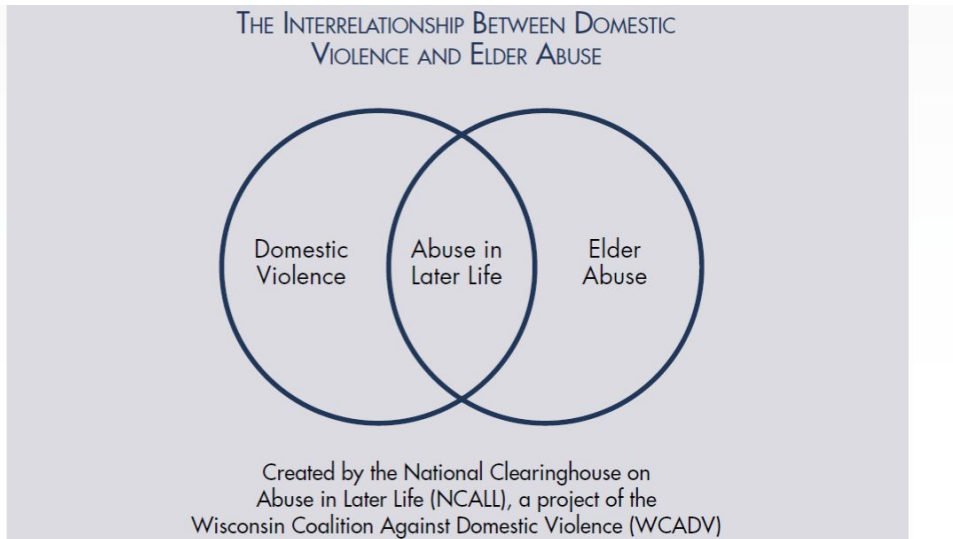 THE INTERRELATIONSHIP BETWEEN DOMESTIC
VIOLENCE AND ELDER ABUSE
Domestic
Violence
Abuse in
Later Life
Elder
Abuse
Created by the National Clearinghouse on
Abuse in Later Life (NCALL), a project of the
Wisconsin Coalition Against Domestic Violence (WCADV)